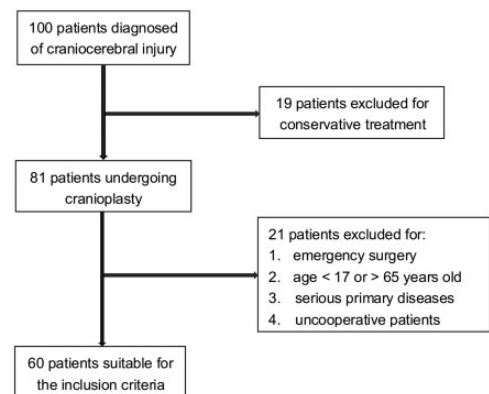 100 patients diagnosed
of craniocerebral injury
19 patients excluded for
conservative treatment
81 patients undergoing
cranioplasty
21 patients excluded for:
1. emergency surgery
2. age < 17 or > 65 years old
3. serious primary diseases
4. uncooperative patients
60 patients suitable for
the inclusion criteria